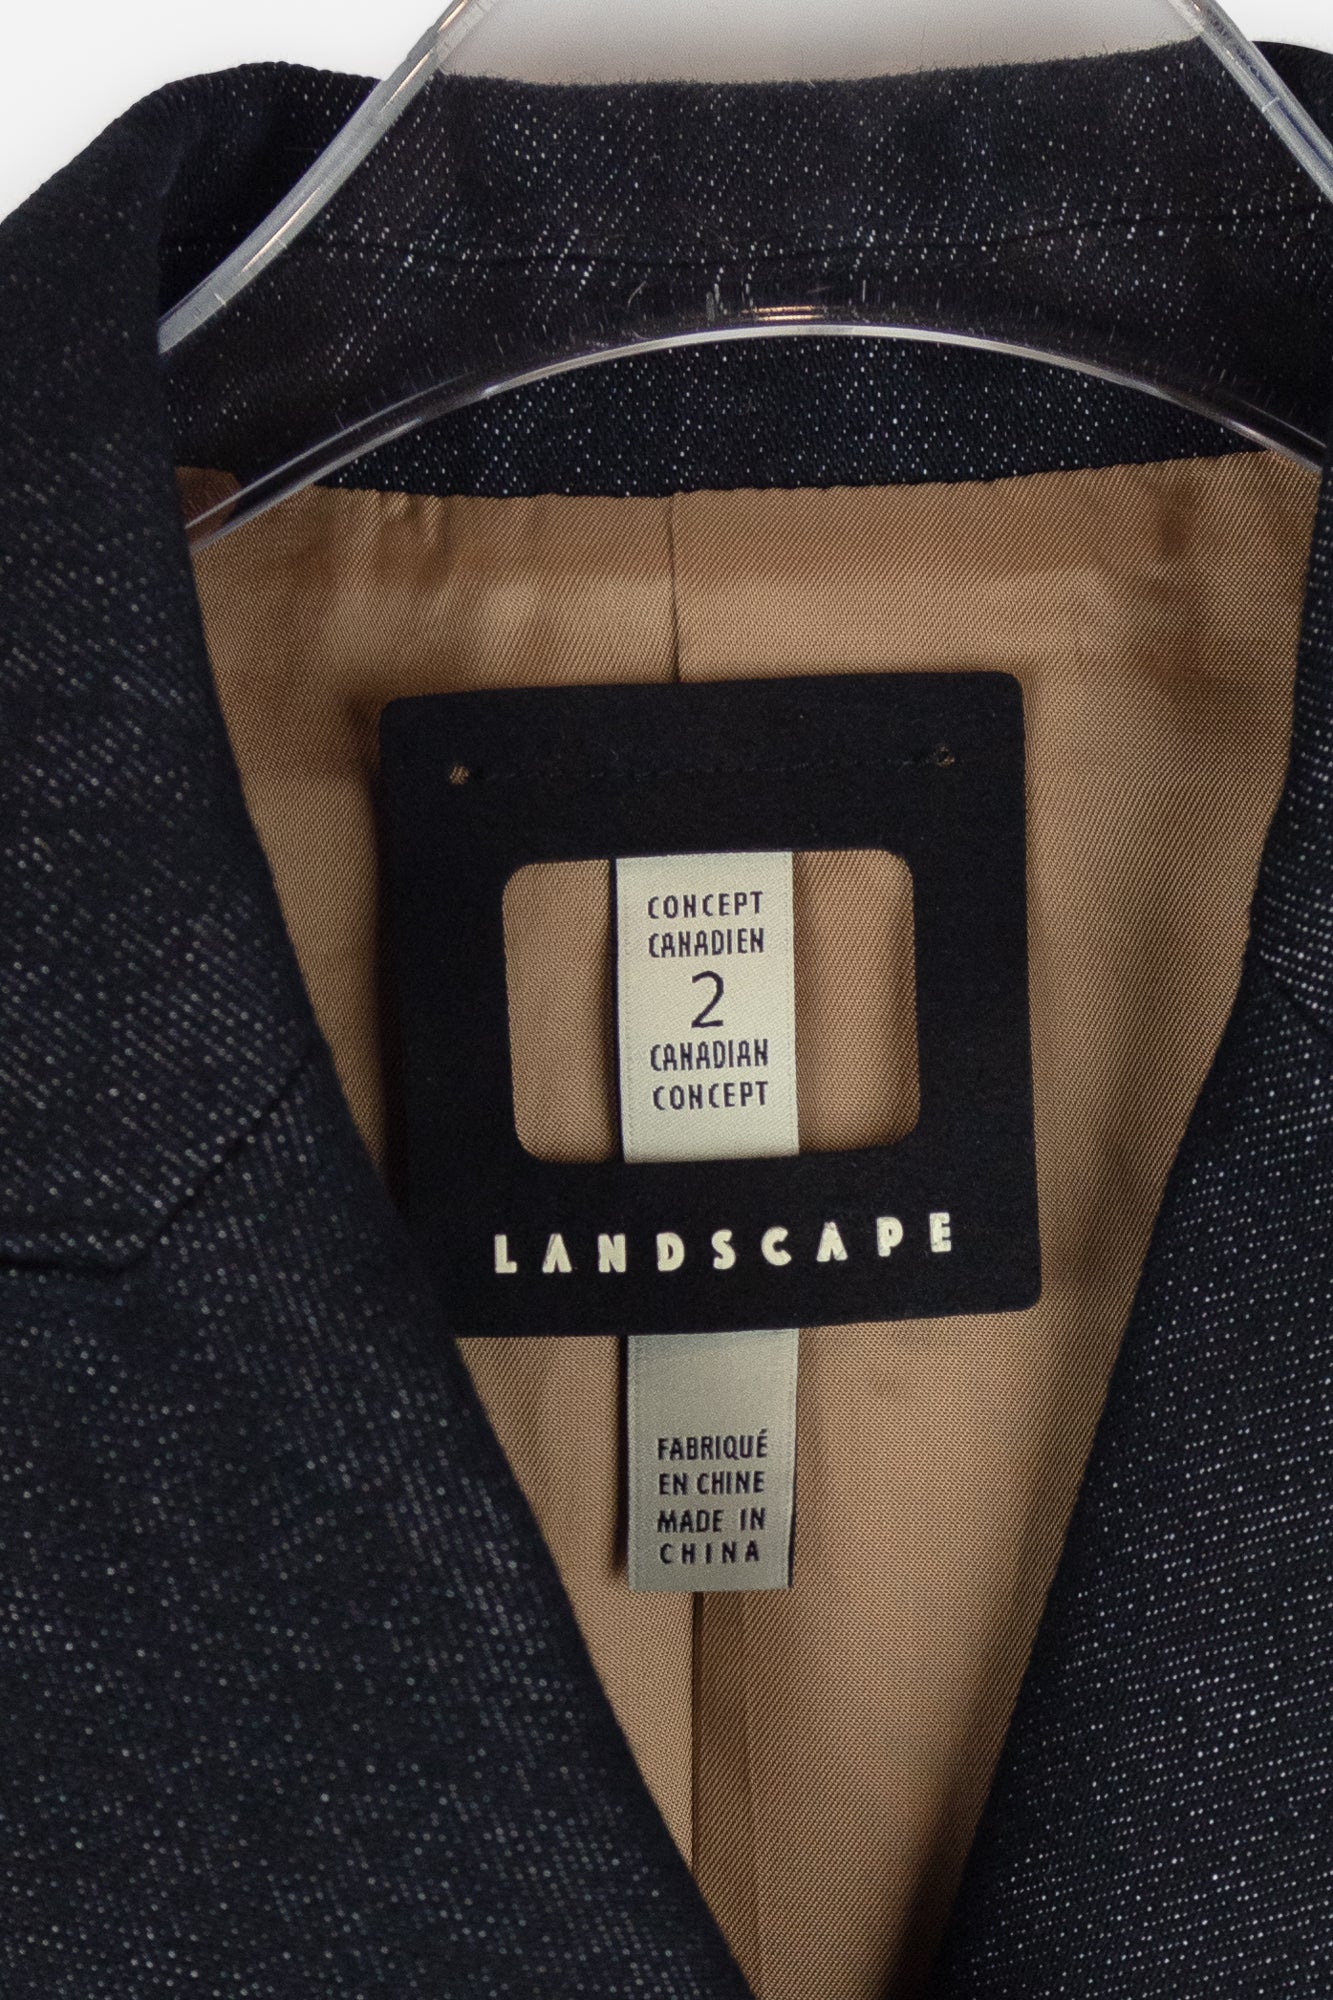 CONCEPT
CANADIEN
2
CANADIAN
CONCEPT
LANDSCAPE
FABRIQUÉ
EN CHINE
MADE IN
CHINA